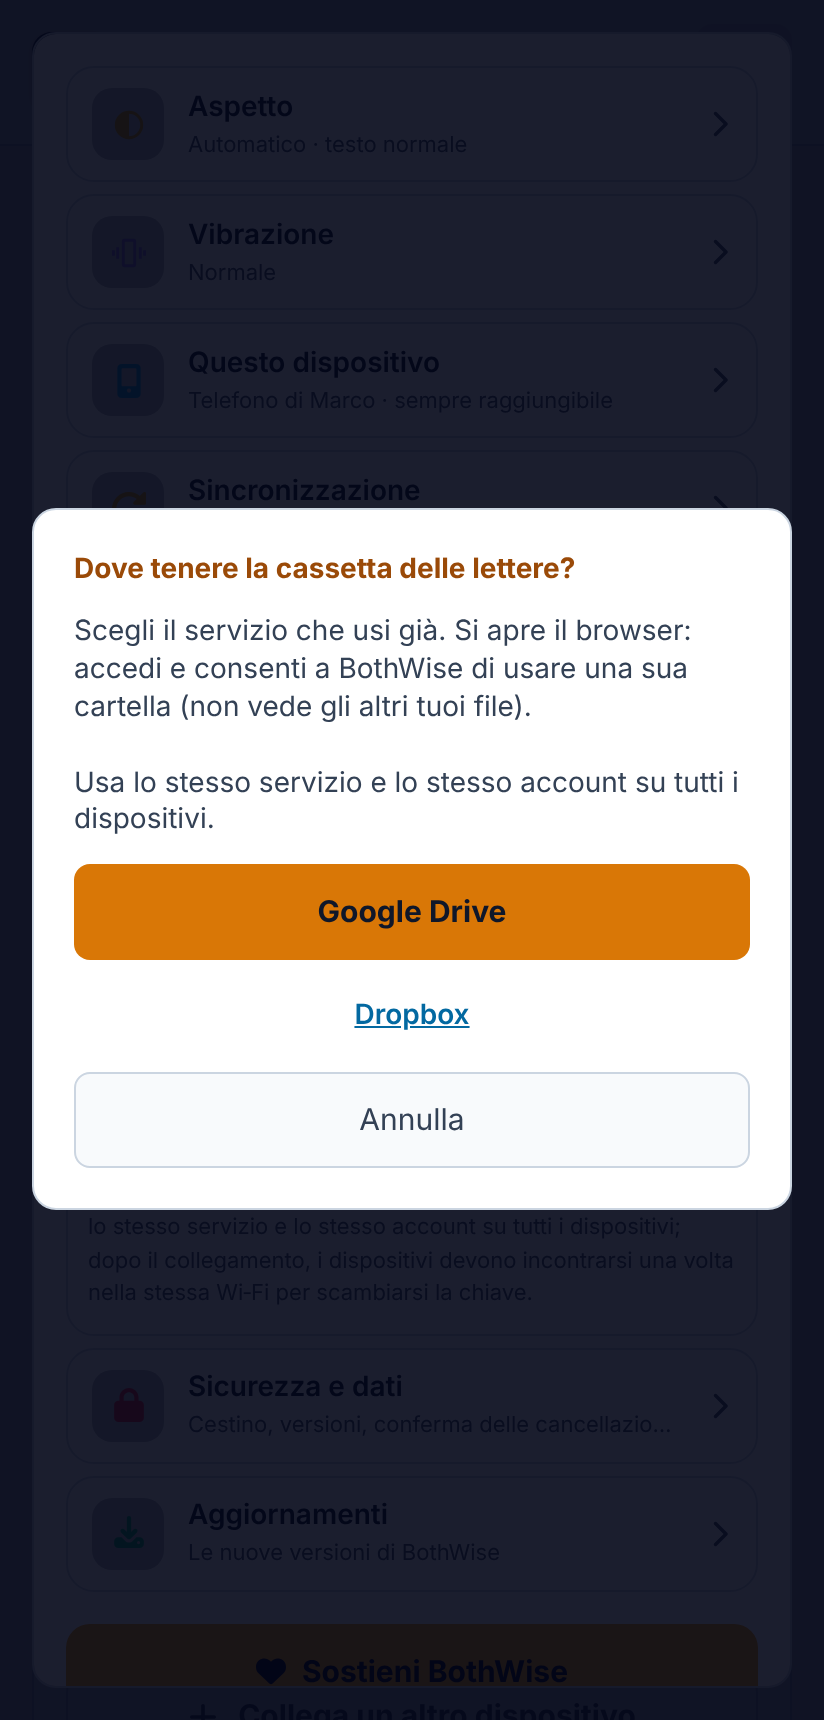 Aspetto
Automatico · testo normale
Vibrazione
Normale
Questo dispositivo
Telefono di Marco · sempre raggiungibile
Sincronizzazione
Dove tenere la cassetta delle lettere?
Scegli il servizio che usi già. Si apre il browser:
accedi e consenti a BothWise di usare una sua
cartella (non vede gli altri tuoi file).
Usa lo stesso servizio e lo stesso account su tutti i
dispositivi.
Google Drive
Dropbox
Annulla
lo stesso servizio e lo stesso account su tutti i dispositivi;
dopo il collegamento, i dispositivi devono incontrarsi una volta
nella stessa Wi-Fi per scambiarsi la chiave.
Sicurezza e dati
Cestino, versioni, conferma delle cancellazio...
Aggiornamenti
Le nuove versioni di BothWise
Sostieni BothWise
Collega un altro dispositivo